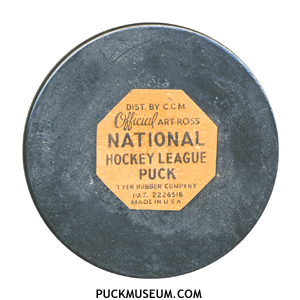 DIST. BY C.C.M.
Official ART ROSS
NATIONAL
HOCKEY LEAGUE
PUCK
TYER RUBBER COMPANY
PAT. 2226516
MADE IN U.S.A
PUCKMUSEUM.COM